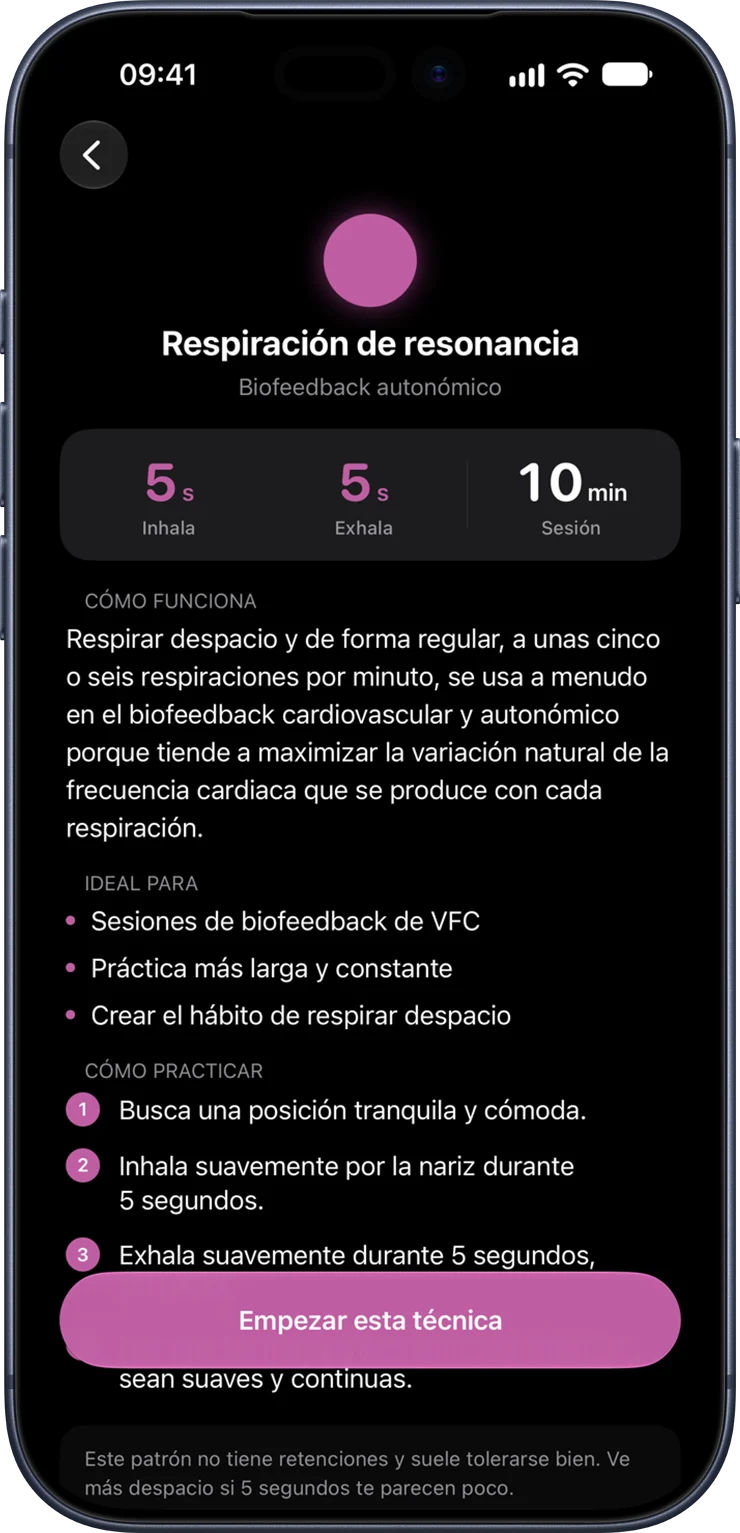 09:41
Respiración de resonancia
Biofeedback autonómico
5 s
Inhala
5 s
Exhala
10 min
Sesión
CÓMO FUNCIONA
Respirar despacio y de forma regular, a unas cinco
o seis respiraciones por minuto, se usa a menudo
en el biofeedback cardiovascular y autonómico
porque tiende a maximizar la variación natural de la
frecuencia cardiaca que se produce con cada
respiración.
IDEAL PARA
• Sesiones de biofeedback de VFC
• Práctica más larga y constante
• Crear el hábito de respirar despacio
CÓMO PRACTICAR
1 Busca una posición tranquila y cómoda.
2 Inhala suavemente por la nariz durante
5 segundos.
3 Exhala suavemente durante 5 segundos,
Empezar esta técnica
sean suaves y continuas.
Este patrón no tiene retenciones y suele tolerarse bien. Ve
más despacio si 5 segundos te parecen poco.